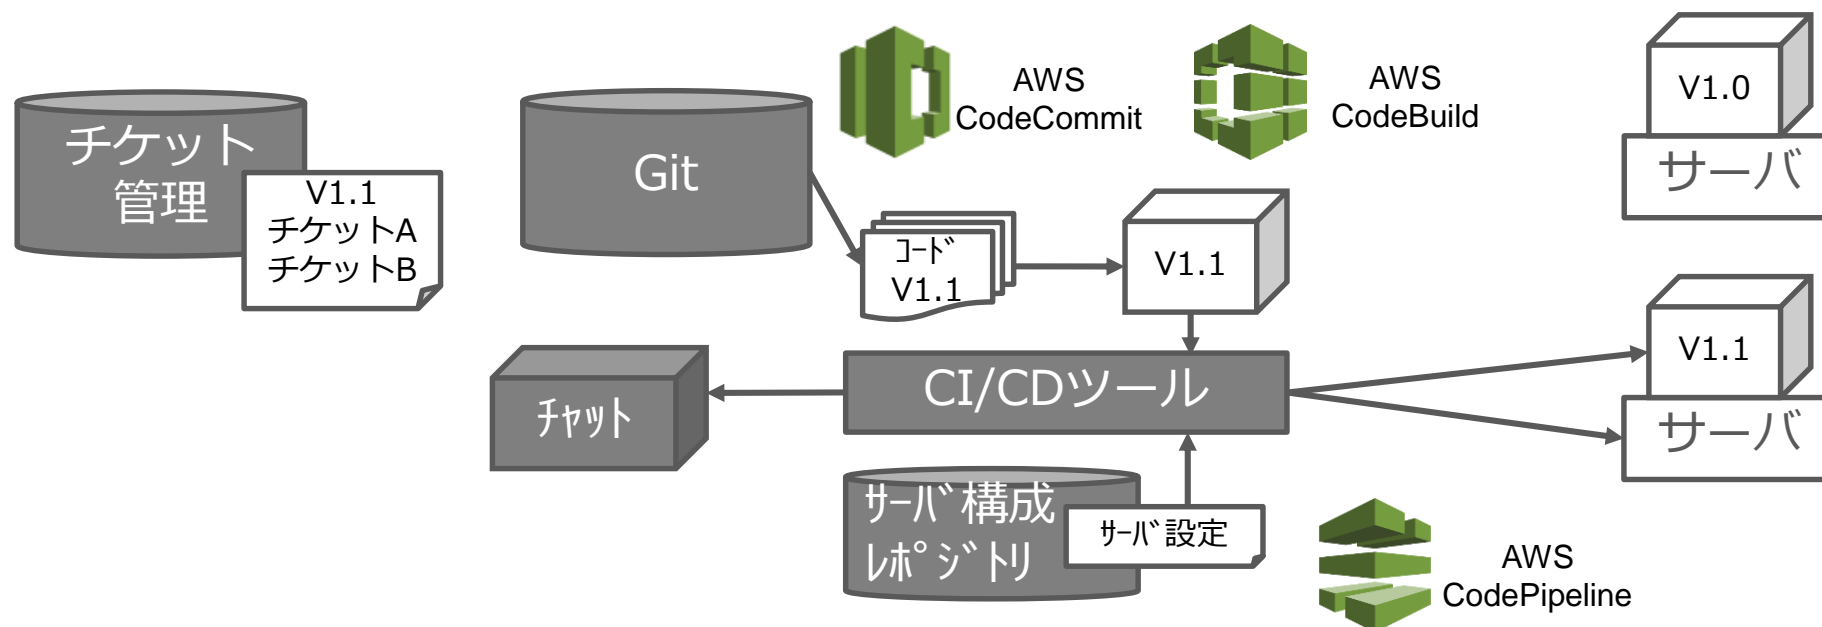 チケット
管理
V1.1
チケットA
チケットB
Git
AWS
CodeCommit
AWS
CodeBuild
V1.0
サーバ
コード
V1.1
V1.1
チャット
CI/CDツール
V1.1
サーバ
サーバ構成
レポジトリ
サーバ設定
AWS
CodePipeline